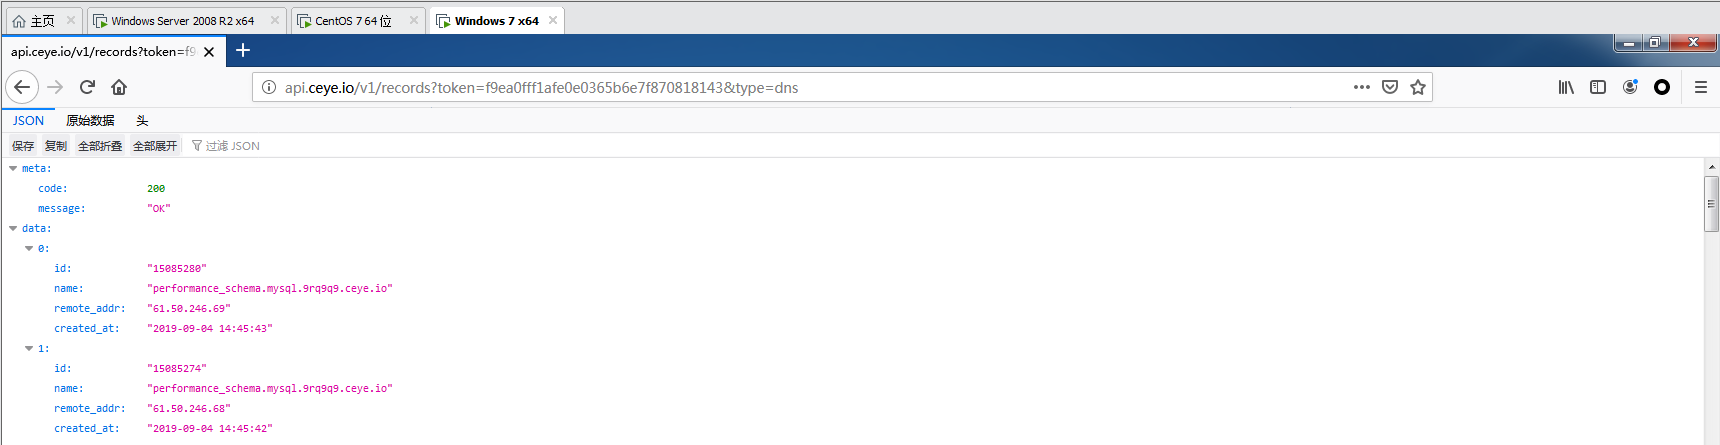 主页 Windows Server 2008 R2 x64 CentOS 7 64 位 Windows 7 x64
api.ceye.io/v1/records?token=f9
api.ceye.io/v1/records?token=f9ea0fff1afe0e0365b6e7f870818143&type=dns
JSON 原始数据 头
保存 复制 全部折叠 全部展开 过滤 JSON
meta:
code: 200
message: "OK"
data:
0:
id: "15085280"
name: "performance_schema.mysql.9rq9q9.ceye.io"
remote_addr: "61.50.246.69"
created_at: "2019-09-04 14:45:43"
1:
id: "15085274"
name: "performance_schema.mysql.9rq9q9.ceye.io"
remote_addr: "61.50.246.68"
created_at: "2019-09-04 14:45:42"